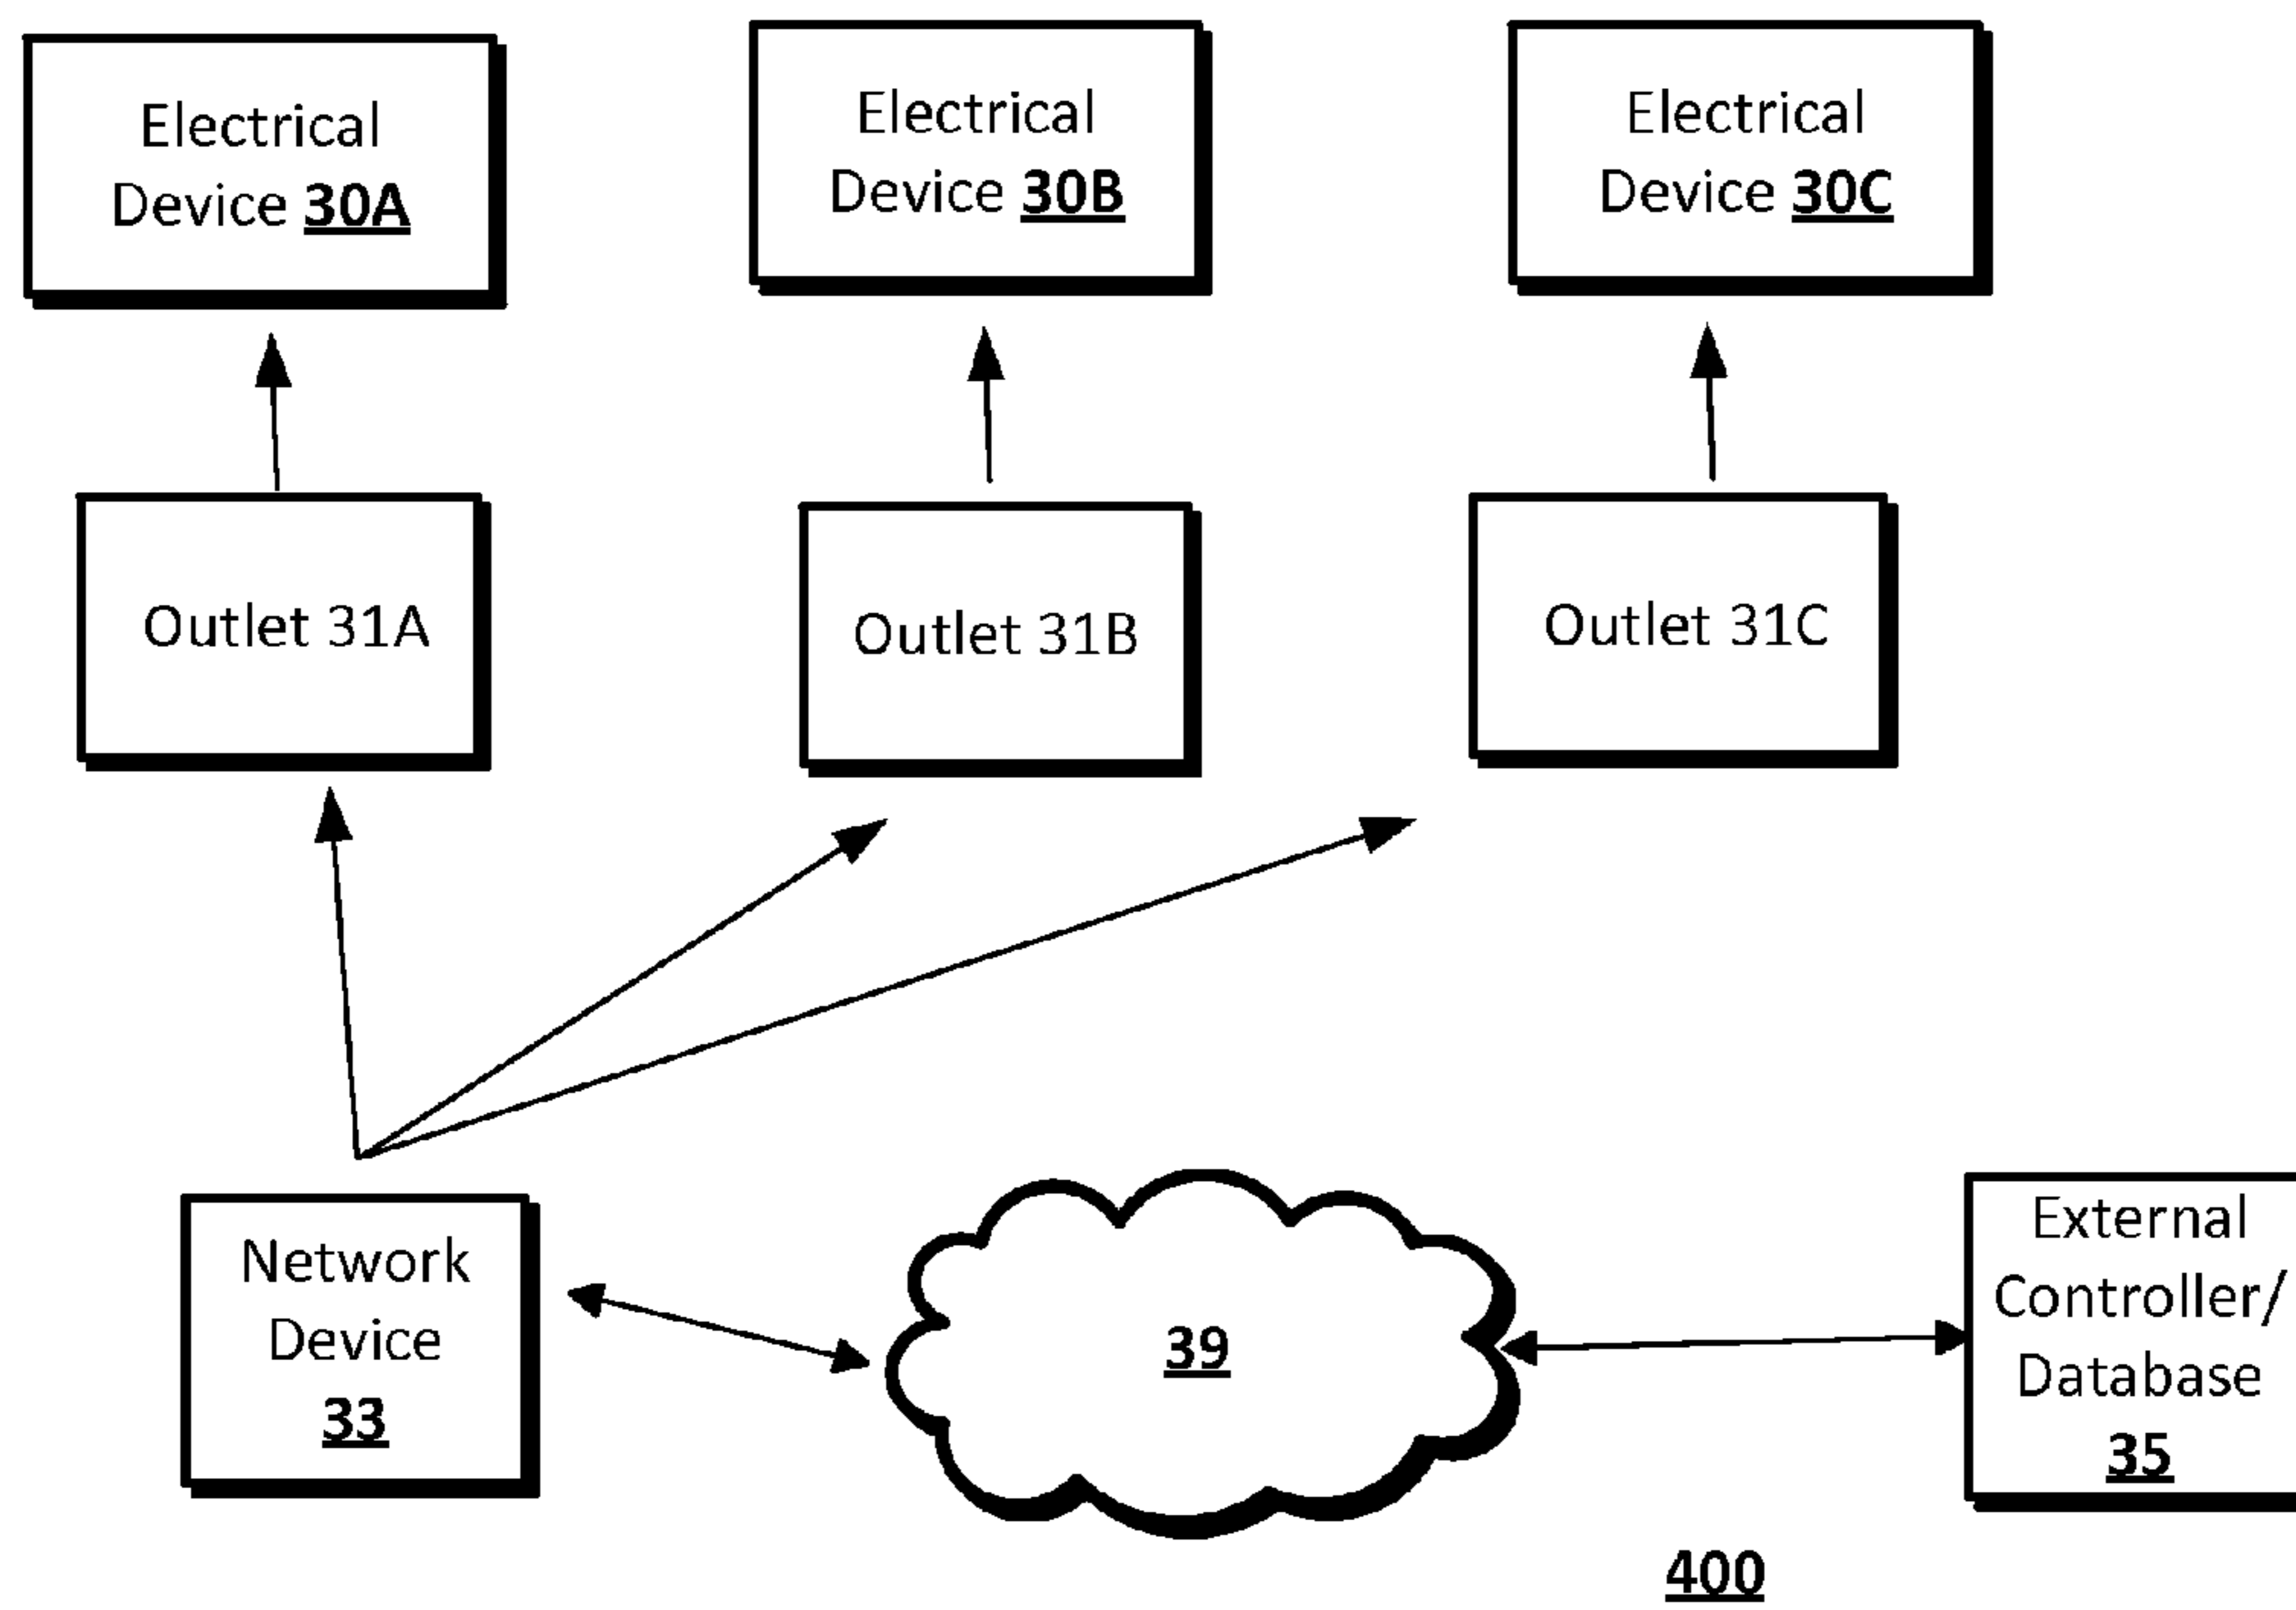 Electrical
Device 30A
Electrical
Device 30B
Electrical
Device 30C
Outlet 31A
Outlet 31B
Outlet 31C
Network
Device
33
39
External
Controller/
Database
35
400